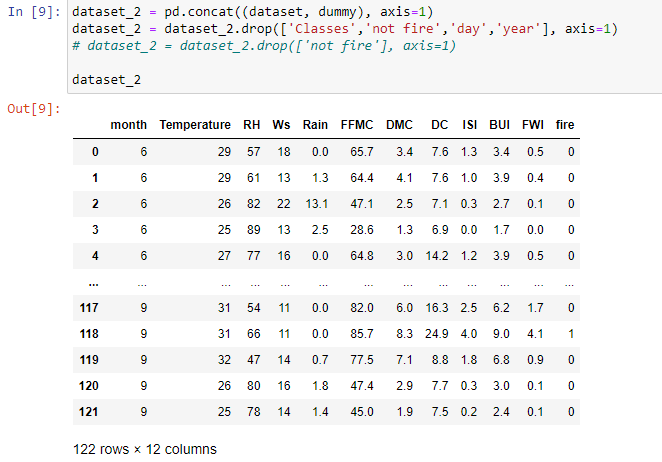 In [9]: dataset_2 = pd.concat((dataset, dummy), axis=1)
dataset_2 = dataset_2.drop(['Classes','not fire','day','year'], axis=1)
# dataset_2 = dataset_2.drop(['not fire'], axis=1)
dataset_2
Out[9]:
month Temperature RH Ws Rain FFMC DMC DC ISI BUI FWI fire
0 6 29 57 18 0.0 65.7 3.4 7.6 1.3 3.4 0.5 0
1 6 29 61 13 1.3 64.4 4.1 7.6 1.0 3.9 0.4 0
2 6 26 82 22 13.1 47.1 2.5 7.1 0.3 2.7 0.1 0
3 6 25 89 13 2.5 28.6 1.3 6.9 0.0 1.7 0.0 0
4 6 27 77 16 0.0 64.8 3.0 14.2 1.2 3.9 0.5 0
... ... ... ... ... ... ... ... ... ... ... ... ...
117 9 31 54 11 0.0 82.0 6.0 16.3 2.5 6.2 1.7 0
118 9 31 66 11 0.0 85.7 8.3 24.9 4.0 9.0 4.1 1
119 9 32 47 14 0.7 77.5 7.1 8.8 1.8 6.8 0.9 0
120 9 26 80 16 1.8 47.4 2.9 7.7 0.3 3.0 0.1 0
121 9 25 78 14 1.4 45.0 1.9 7.5 0.2 2.4 0.1 0
122 rows × 12 columns